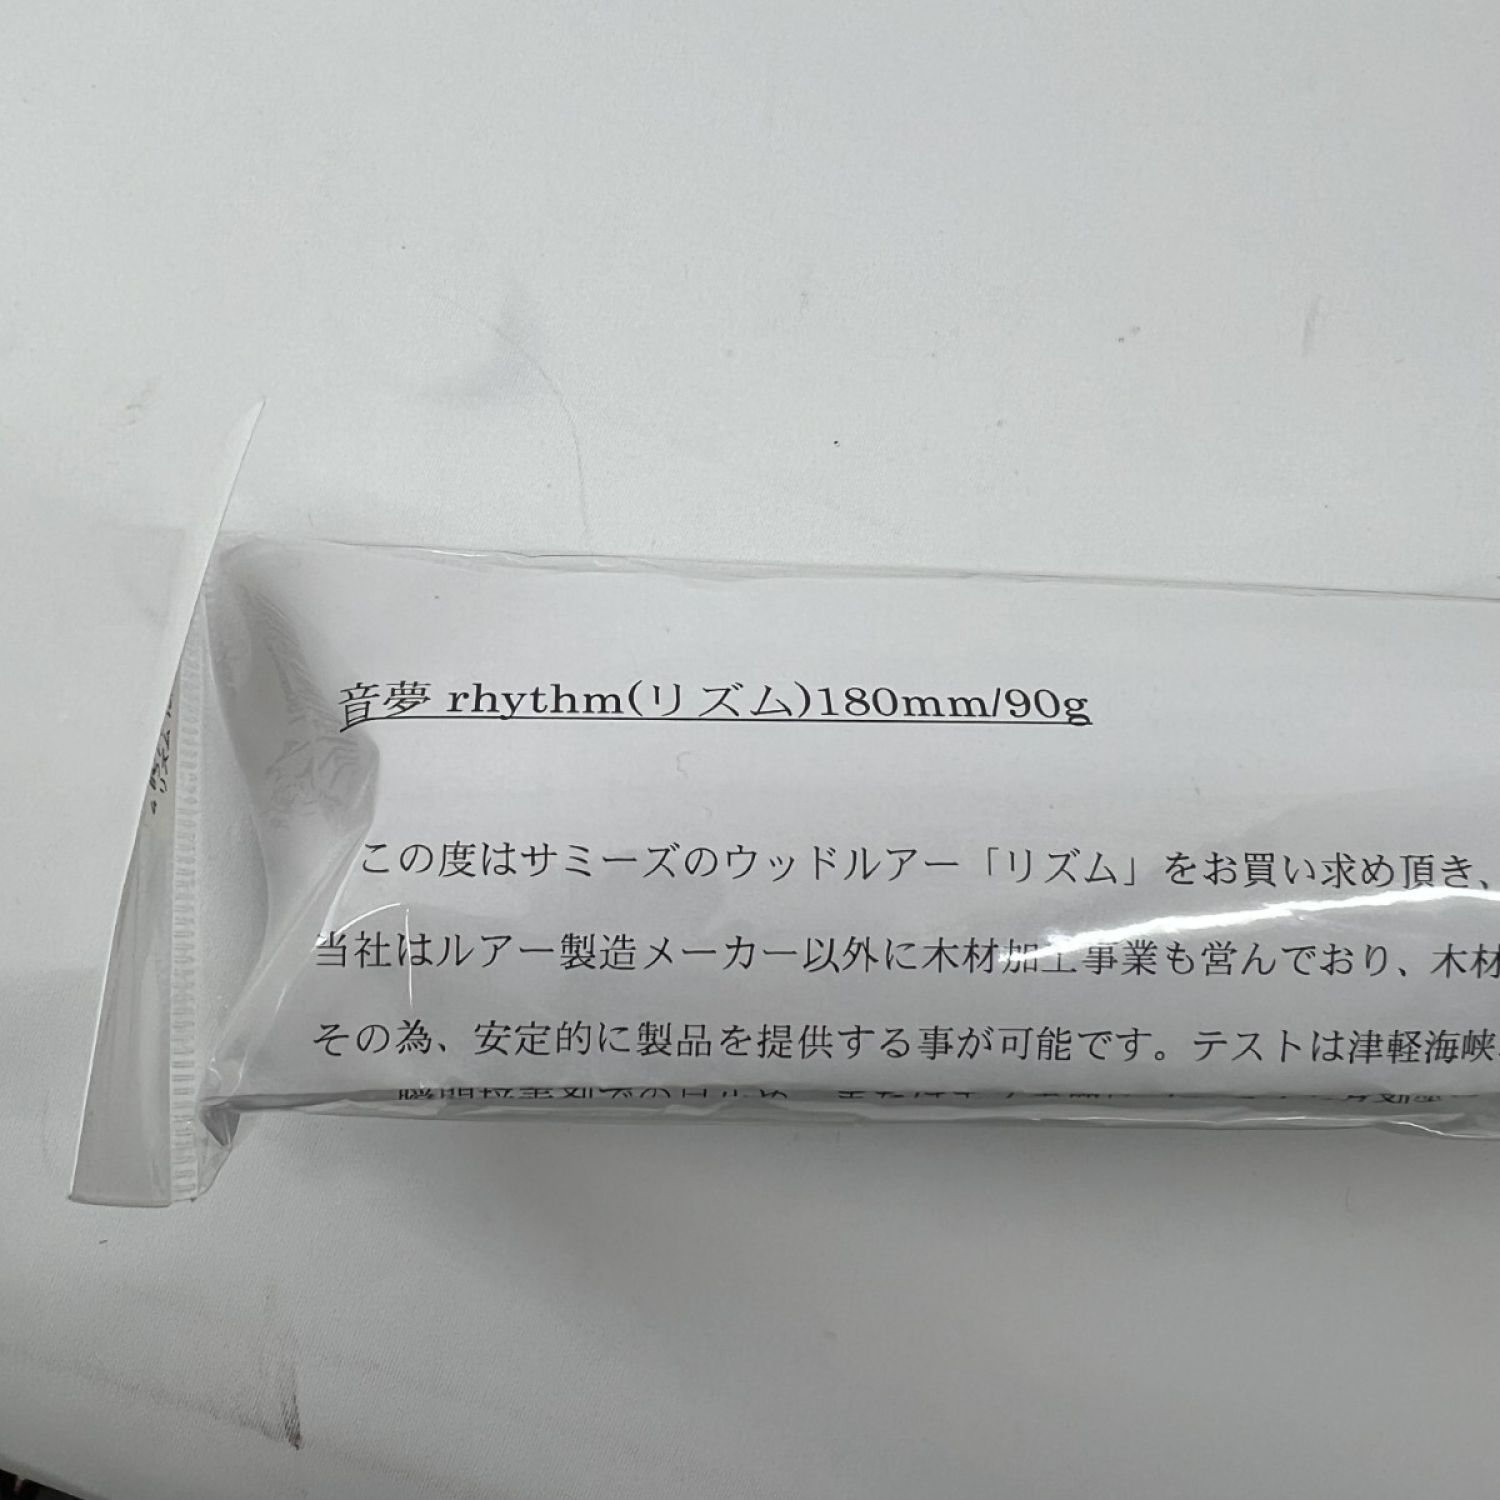 音夢 rhythm(リズム)180mm/90g
この度はサミーズのウッドルアー「リズム」をお買い求め頂き、
当社はルアー製造メーカー以外に木材加工事業も営んでおり、木材
その為、安定的に製品を提供する事が可能です。テストは津軽海峡